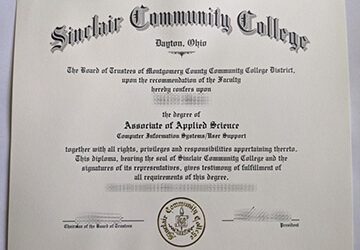 Sinclair Community College
Dayton, Ohio
The Board of Trustees of Montgomery County Community College District,
upon the recommendation of the Faculty
hereby confers upon
the degree of
Associate of Applied Science
Computer Information Systems/User Support
together with all rights, privileges and responsibilities appertaining thereto.
This diploma, bearing the seal of Sinclair Community College and the
signatures of its representatives, gives testimony of fulfillment of
all requirements of this degree.
Chairman of the Board of Trustees
President
Sinclair Community College